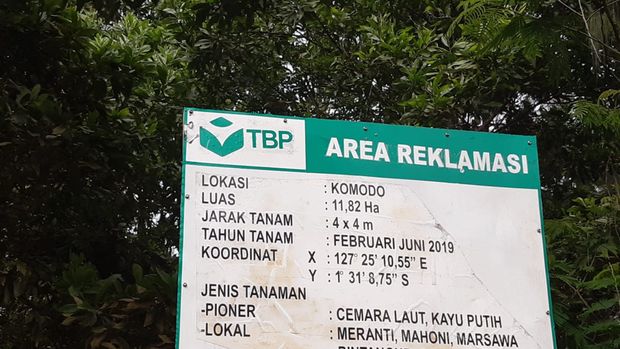 TBP AREA REKLAMASI
LOKASI : KOMODO
LUAS : 11,82 Ha
JARAK TANAM : 4 x 4 m
TAHUN TANAM : FEBRUARI JUNI 2019
KOORDINAT X : 127° 25' 10,55" E
Y : 1° 31' 8,75" S
JENIS TANAMAN
-PIONER : CEMARA LAUT, KAYU PUTIH
-LOKAL : MERANTI, MAHONI, MARSAWA